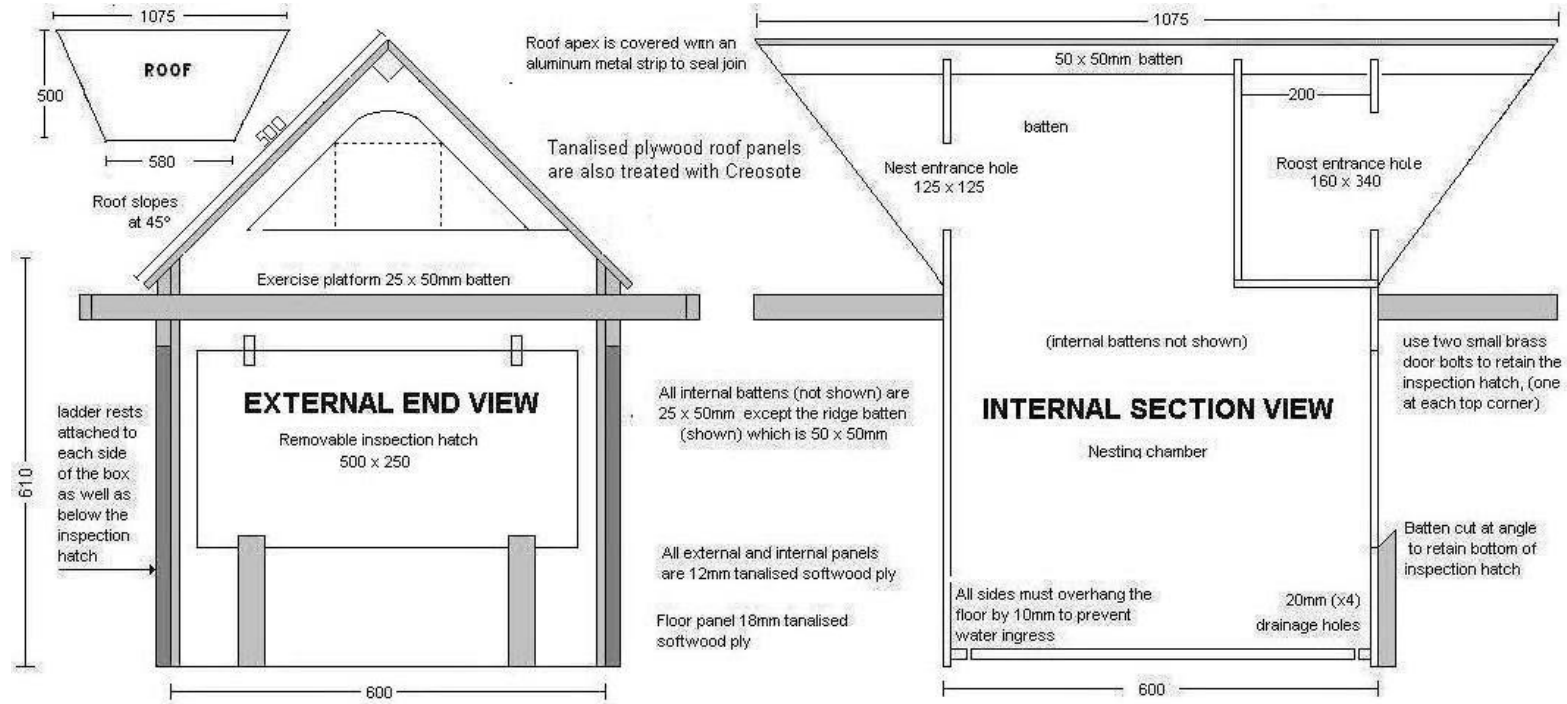 1075
ROOF
500
580
500
Roof slopes
at 45°
Roof apex is covered with an
aluminum metal strip to seal join
Tanalised plywood roof panels
are also treated with Creosote
Exercise platform 25 x 50mm batten
EXTERNAL END VIEW
Removable inspection hatch
500 x 250
610
ladder rests
attached to
each side
of the box
as well as
below the
inspection
hatch
600
All internal battens (not shown) are
25 x 50mm except the ridge batten
(shown) which is 50 x 50mm
All external and internal panels
are 12mm tanalised softwood ply
Floor panel 18mm tanalised
softwood ply
1075
50 x 50mm batten
200
batten
Nest entrance hole
125 x 125
Roost entrance hole
160 x 340
(internal battens not shown)
INTERNAL SECTION VIEW
Nesting chamber
use two small brass
door bolts to retain the
inspection hatch, (one
at each top corner)
Batten cut at angle
to retain bottom of
inspection hatch
All sides must overhang the
floor by 10mm to prevent
water ingress
20mm (x4)
drainage holes
600